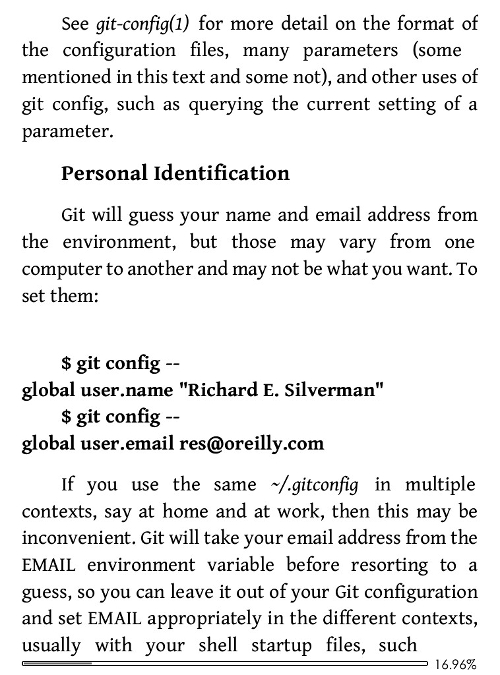 See git-config(1) for more detail on the format of
the configuration files, many parameters (some
mentioned in this text and some not), and other uses of
git config, such as querying the current setting of a
parameter.
Personal Identification
Git will guess your name and email address from
the environment, but those may vary from one
computer to another and may not be what you want. To
set them:
$ git config --
global user.name "Richard E. Silverman"
$ git config --
global user.email res@oreilly.com
If you use the same ~/.gitconfig in multiple
contexts, say at home and at work, then this may be
inconvenient. Git will take your email address from the
EMAIL environment variable before resorting to a
guess, so you can leave it out of your Git configuration
and set EMAIL appropriately in the different contexts,
usually with your shell startup files, such
16.96%